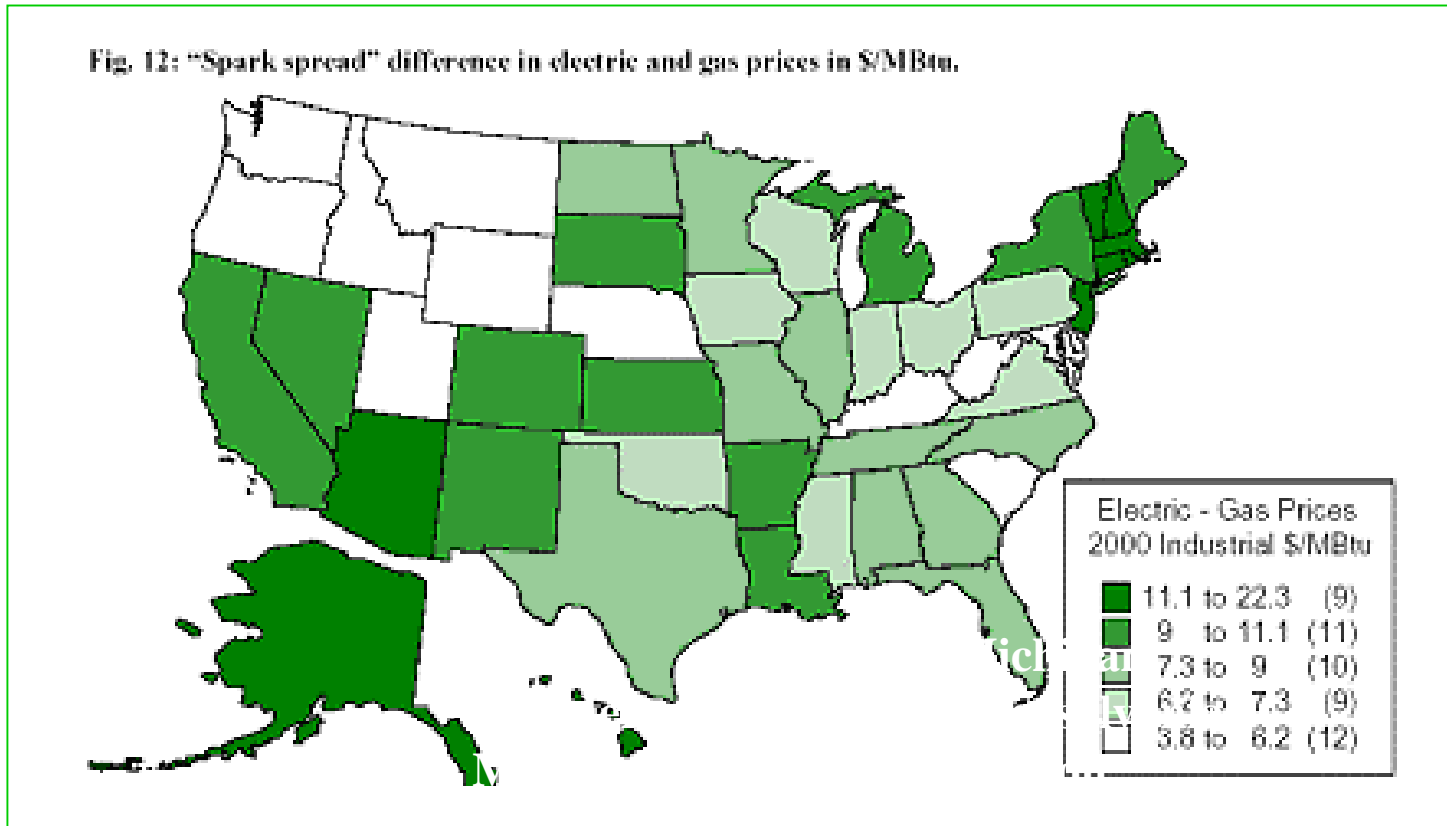 Fig. 12: “Spark spread” difference in electric and gas prices in $/MBtu.
Electric - Gas Prices
2000 Industrial $/MBtu
11.1 to 22.3 (9)
9 to 11.1 (11)
7.3 to 9 (10)
6.2 to 7.3 (9)
3.8 to 6.2 (12)